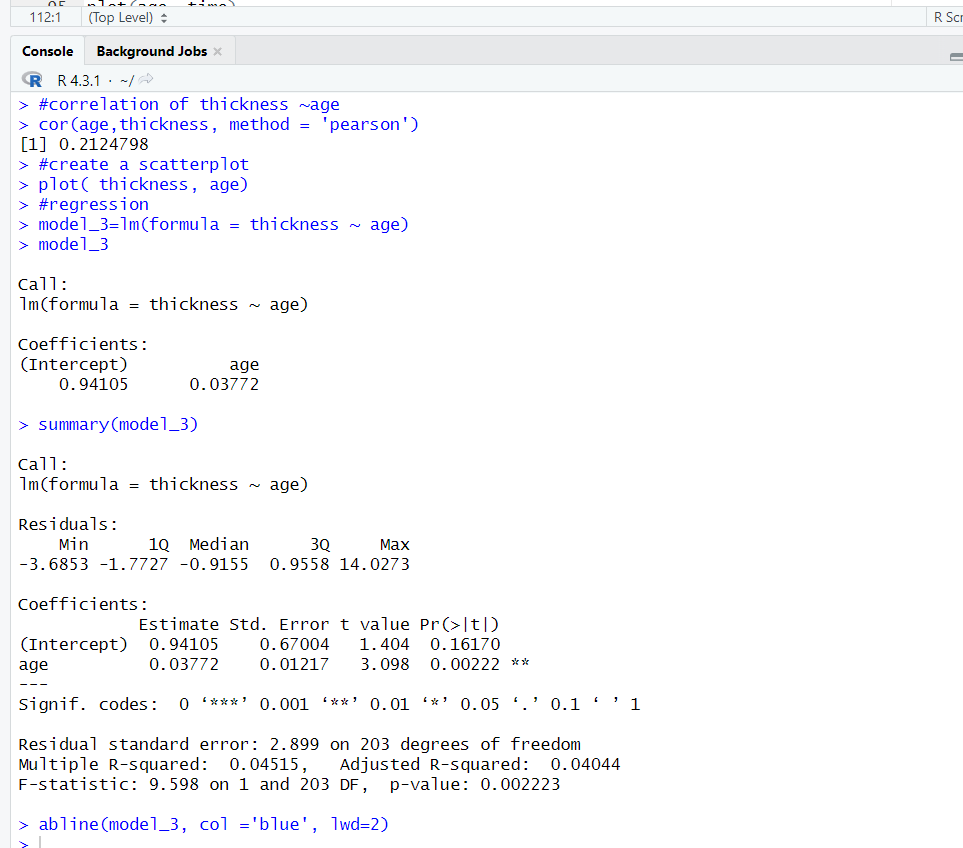 112:1 (Top Level) R Scr
Console Background Jobs
R 4.3.1 · ~/
> #correlation of thickness ~age
> cor(age,thickness, method = 'pearson')
[1] 0.2124798
> #create a scatterplot
> plot( thickness, age)
> #regression
> model_3=lm(formula = thickness ~ age)
> model_3
Call:
lm(formula = thickness ~ age)
Coefficients:
(Intercept) age
0.94105 0.03772
> summary(model_3)
Call:
lm(formula = thickness ~ age)
Residuals:
Min 1Q Median 3Q Max
-3.6853 -1.7727 -0.9155 0.9558 14.0273
Coefficients:
Estimate Std. Error t value Pr(>|t|)
(Intercept) 0.94105 0.67004 1.404 0.16170
age 0.03772 0.01217 3.098 0.00222 **
---
Signif. codes: 0 ‘***’ 0.001 ‘**’ 0.01 ‘*’ 0.05 ‘.’ 0.1 ‘ ’ 1
Residual standard error: 2.899 on 203 degrees of freedom
Multiple R-squared: 0.04515, Adjusted R-squared: 0.04044
F-statistic: 9.598 on 1 and 203 DF, p-value: 0.002223
> abline(model_3, col ='blue', lwd=2)
>